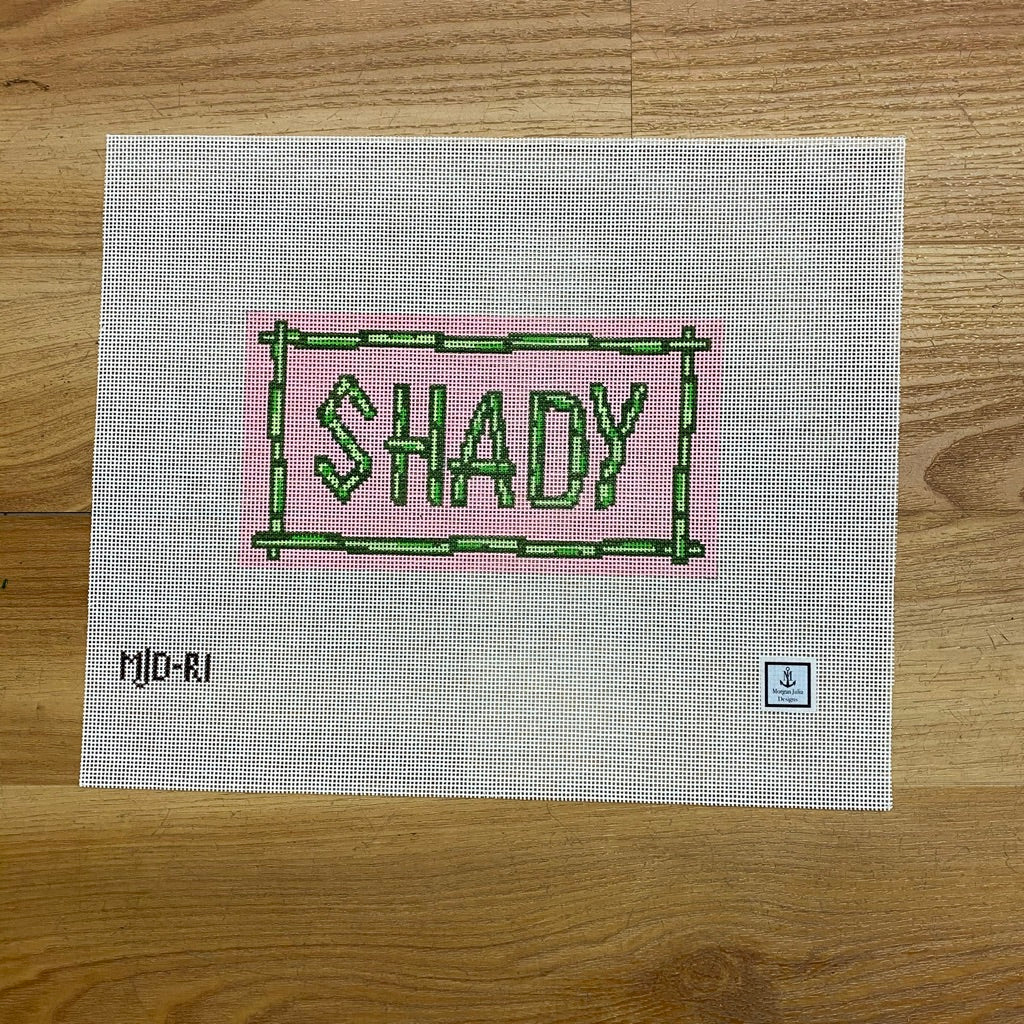 SHADY
MJD-R1
M
Morgan Julia
Designs